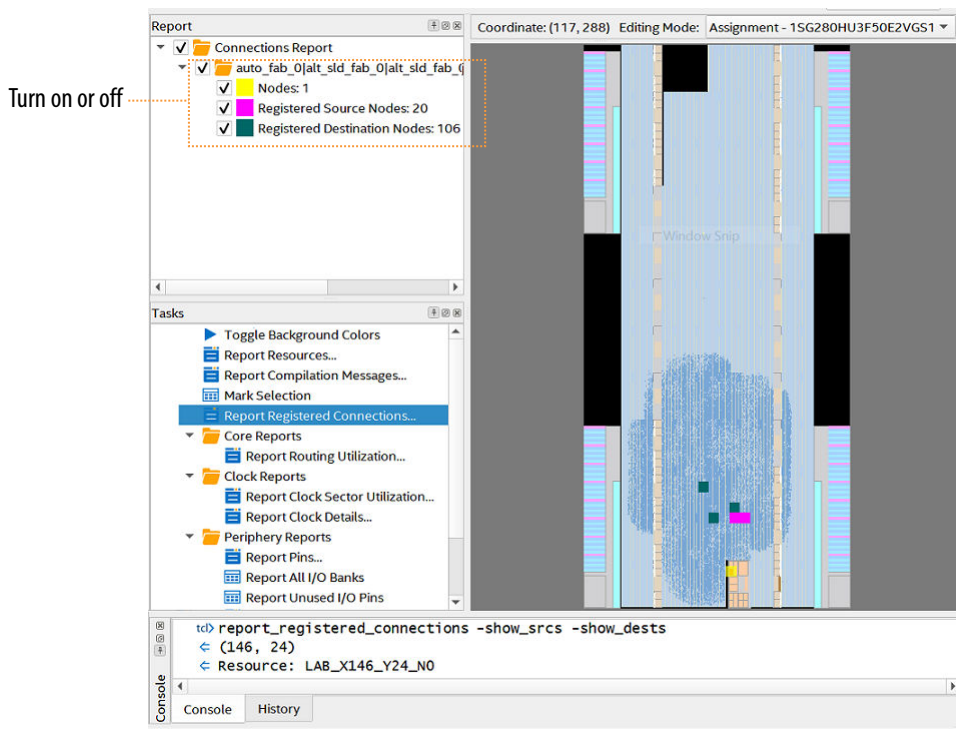 Report
Coordinate: (117, 288) Editing Mode: Assignment - 1SG280HU3F50E2VGS1
Connections Report
auto_fab_0|alt_sld_fab_0|alt_sld_fab_
Turn on or off
Nodes: 1
Registered Source Nodes: 20
Registered Destination Nodes: 106
Window Snip
Tasks
Toggle Background Colors
Report Resources...
Report Compilation Messages...
Mark Selection
Report Registered Connections...
Core Reports
Report Routing Utilization...
Clock Reports
Report Clock Sector Utilization...
Report Clock Details...
Periphery Reports
Report Pins...
Report All I/O Banks
Report Unused I/O Pins
Console
tcl> report_registered_connections -show_srcs -show_dests
(146, 24)
Resource: LAB_X146_Y24_N0
Console History